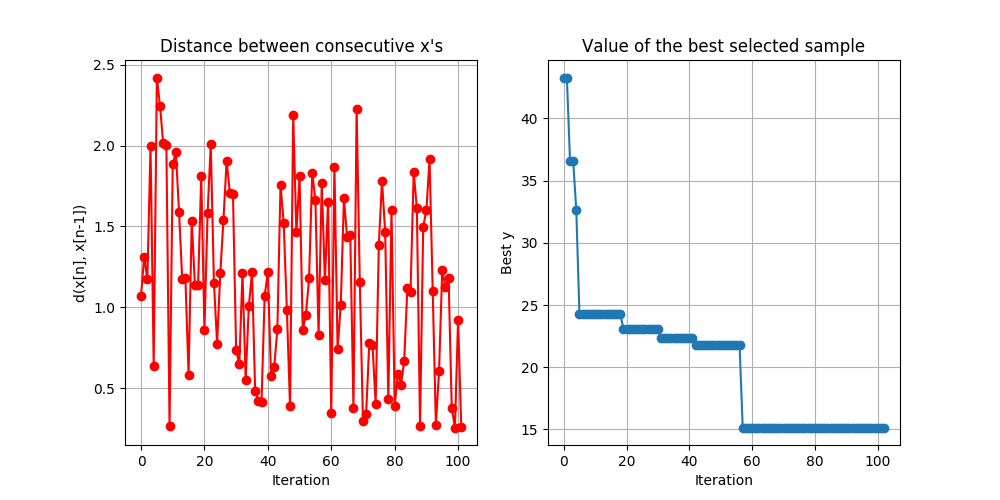 Distance between consecutive x's
2.5
2.0
1.5
1.0
0.5
d(x[n], x[n-1])
0 20 40 60 80 100
Iteration
Value of the best selected sample
40
35
30
25
20
15
Best y
0 20 40 60 80 100
Iteration